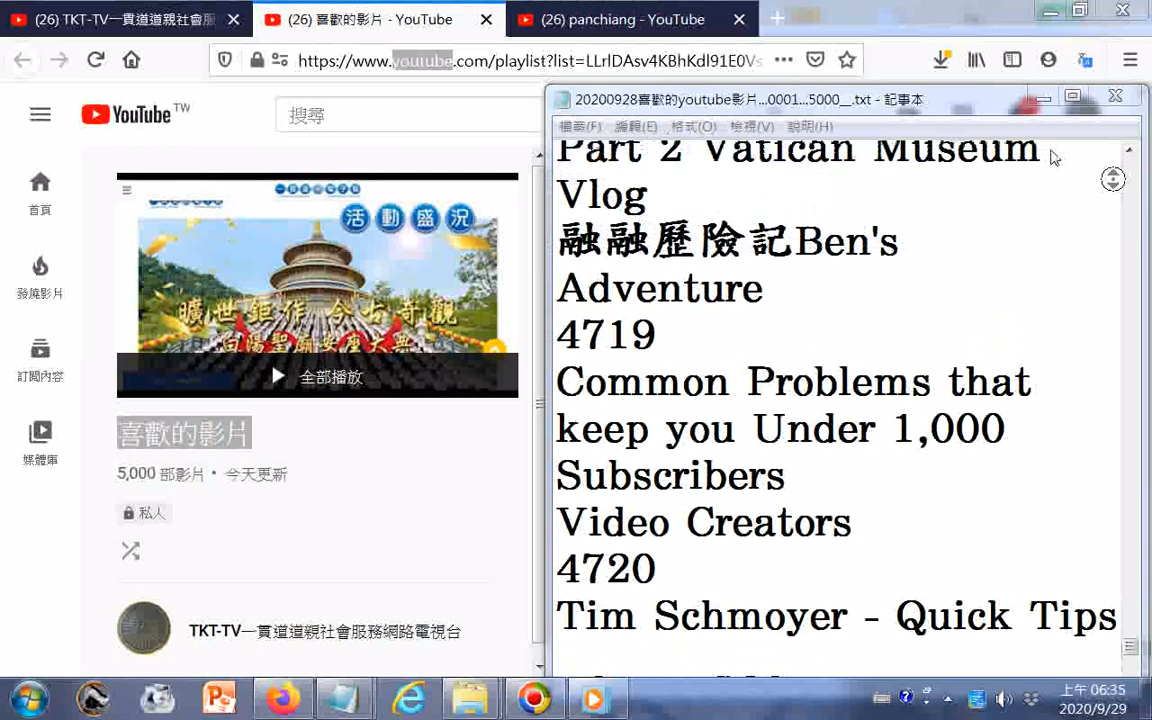 (26) TKT-TV一貫道道親社會服
(26) 喜歡的影片 - YouTube
(26) panchiang - YouTube
https://www.youtube.com/playlist?list=LLrlDAsv4KBhKdl91E0Vs
YouTube TW
搜尋
首頁
發燒影片
訂閱內容
媒體庫
活動盛況
曠世鉅作 今古奇觀
全部播放
喜歡的影片
5,000 部影片・今天更新
私人
TKT-TV一貫道道親社會服務網路電視台
20200928喜歡的youtube影片...0001...5000__.txt - 記事本
檔案(F) 編輯(E) 格式(O) 檢視(V) 說明(H)
Part 2 Vatican Museum
Vlog
融融歷險記Ben's
Adventure
4719
Common Problems that
keep you Under 1,000
Subscribers
Video Creators
4720
Tim Schmoyer - Quick Tips
上午 06:35
2020/9/29